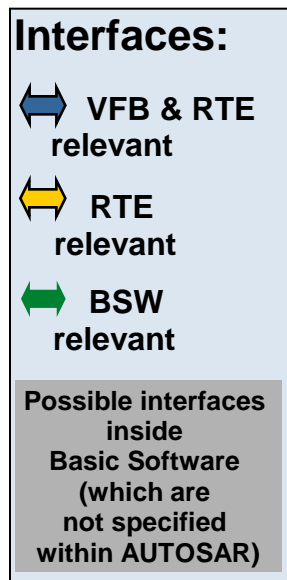 Interfaces:
VFB & RTE
relevant
RTE
relevant
BSW
relevant
Possible interfaces
inside
Basic Software
(which are
not specified
within AUTOSAR)